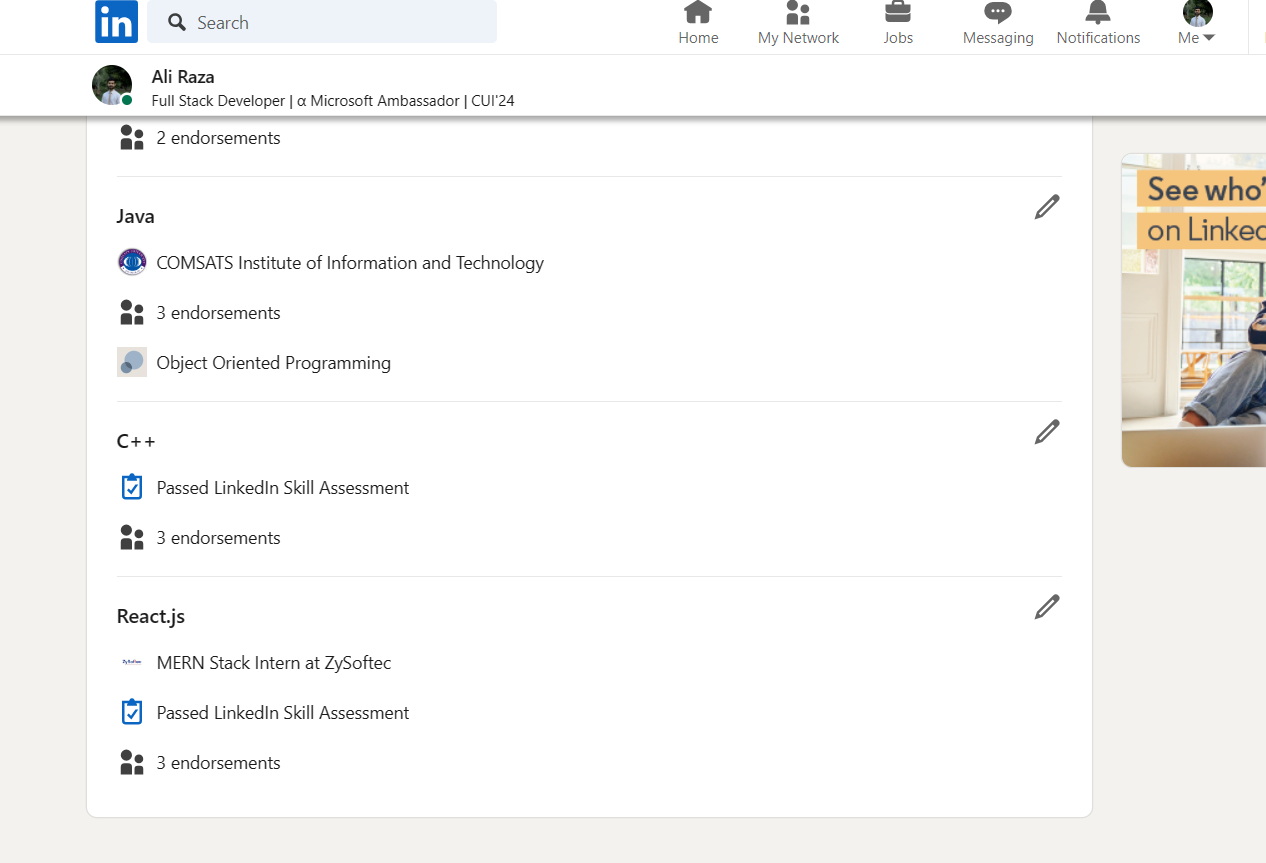 in
Search
Home
My Network
Jobs
Messaging
Notifications
Me
Ali Raza
Full Stack Developer | α Microsoft Ambassador | CUI'24
2 endorsements
Java
COMSATS Institute of Information and Technology
3 endorsements
Object Oriented Programming
C++
Passed LinkedIn Skill Assessment
3 endorsements
React.js
ZySoftec
MERN Stack Intern at ZySoftec
Passed LinkedIn Skill Assessment
3 endorsements
See who'
on Linked